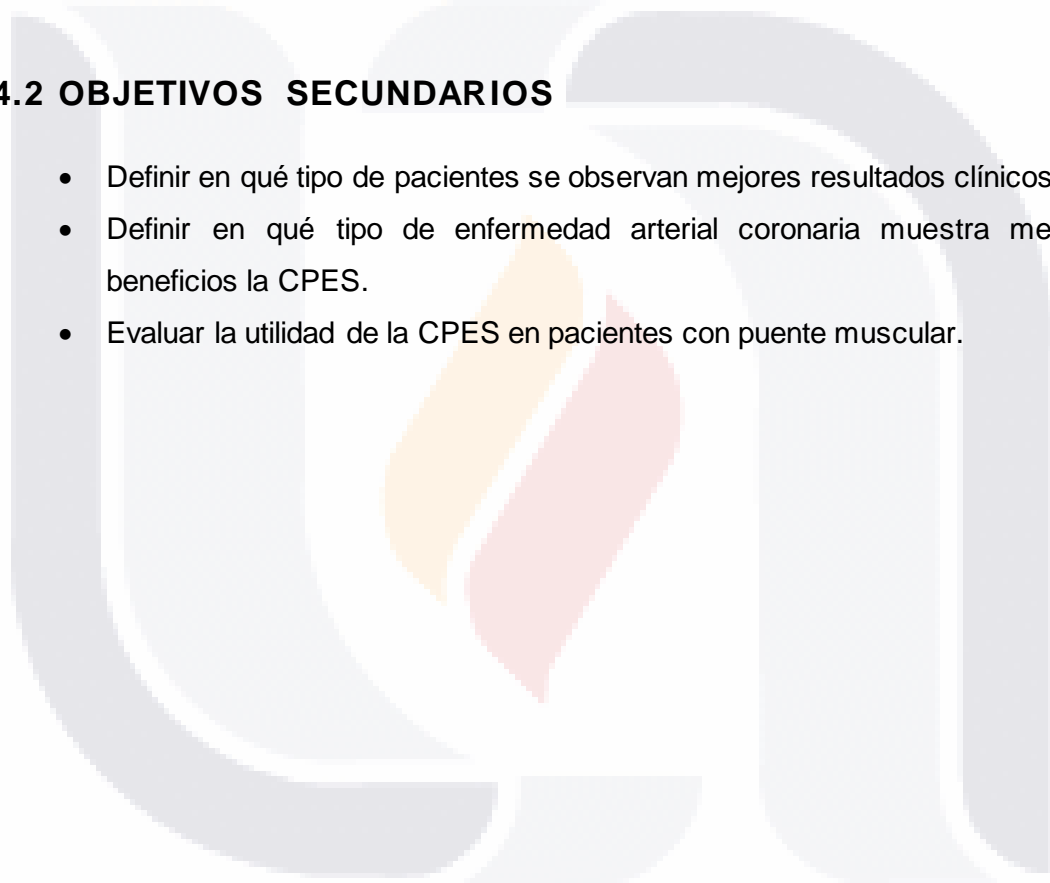 4.2 OBJETIVOS SECUNDARIOS
• Definir en qué tipo de pacientes se observan mejores resultados clínicos
• Definir en qué tipo de enfermedad arterial coronaria muestra
beneficios la CPES.
• Evaluar la utilidad de la CPES en pacientes con puente muscular.